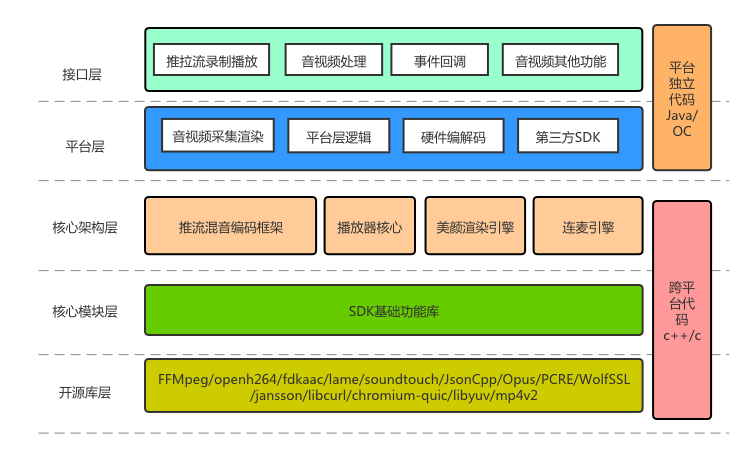 接口层
推拉流录制播放
音视频处理
事件回调
音视频其他功能
平台
独立
代码
Java/
OC
平台层
音视频采集渲染
平台层逻辑
硬件编解码
第三方SDK
核心架构层
推流混音编码框架
播放器核心
美颜渲染引擎
连麦引擎
跨平
台代
码
c++/c
核心模块层
SDK基础功能库
开源库层
FFMpeg/openh264/fdkaac/lame/soundtouch/JsonCpp/Opus/PCRE/WolfSSL
/jansson/libcurl/chromium-quic/libyuv/mp4v2